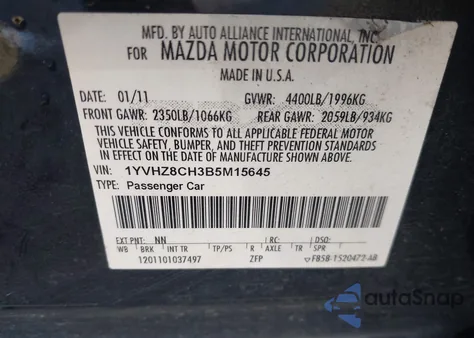 MFD. BY AUTO ALLIANCE INTERNATIONAL, INC.
FOR MAZDA MOTOR CORPORATION
MADE IN U.S.A.
DATE: 01/11 GVWR: 4400LB/1996KG
FRONT GAWR: 2350LB/1066KG REAR GAWR: 2059LB/934KG
THIS VEHICLE CONFORMS TO ALL APPLICABLE FEDERAL MOTOR
VEHICLE SAFETY, BUMPER, AND THEFT PREVENTION STANDARDS
IN EFFECT ON THE DATE OF MANUFACTURE SHOWN ABOVE.
VIN: 1YVHZ8CH3B5M15645
TYPE: Passenger Car
EXT PNT: NN DSO:
WB BRK INT TR TP/PS R AXLE TR SPR
1201101037497 ZFP F85B-1520472-AB
autoSnap